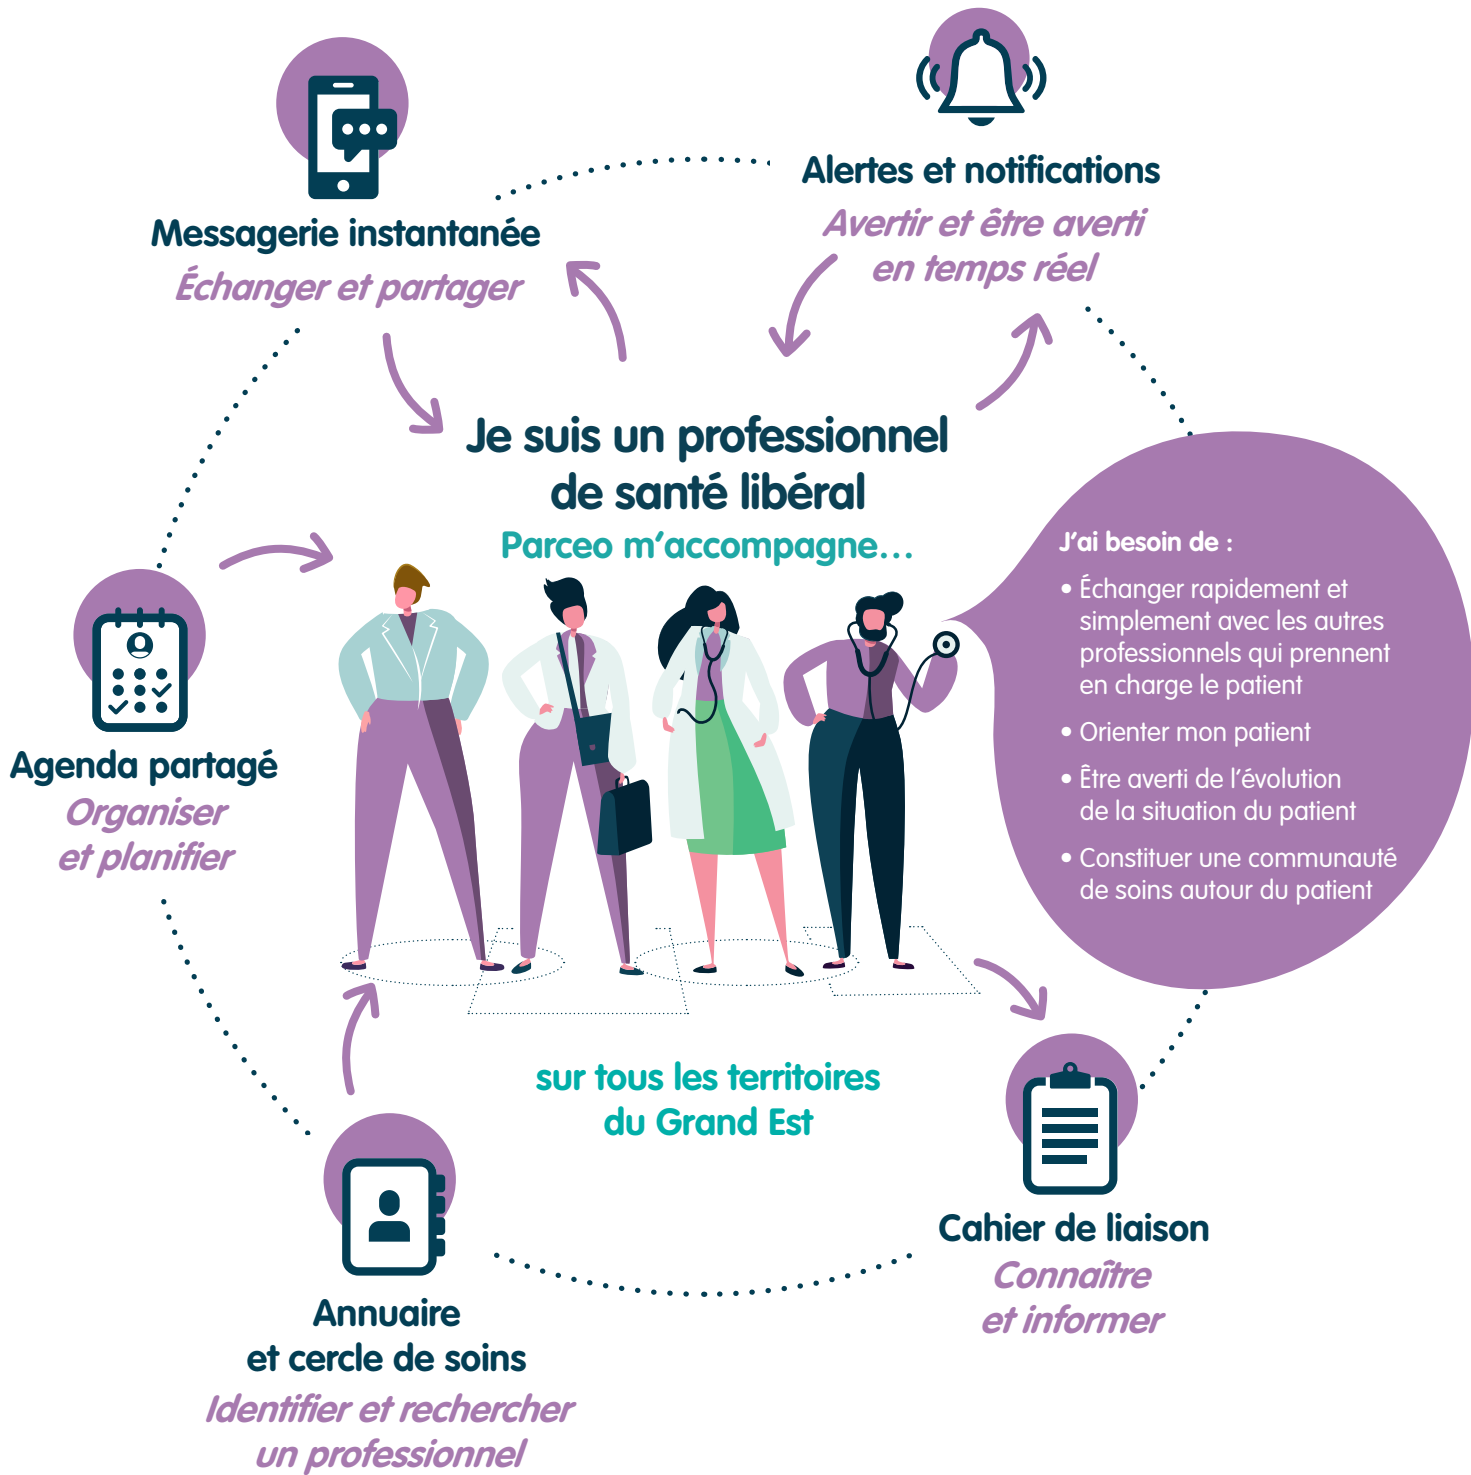 Messagerie instantanée
Échanger et partager
Alertes et notifications
Avertir et être averti
en temps réel
Je suis un professionnel
de santé libéral
Parceo m’accompagne…
J’ai besoin de :
• Échanger rapidement et
simplement avec les autres
professionnels qui prennent
en charge le patient
• Orienter mon patient
• Être averti de l’évolution
de la situation du patient
• Constituer une communauté
de soins autour du patient
Agenda partagé
Organiser
et planifier
sur tous les territoires
du Grand Est
Cahier de liaison
Connaître
et informer
Annuaire
et cercle de soins
Identifier et rechercher
un professionnel